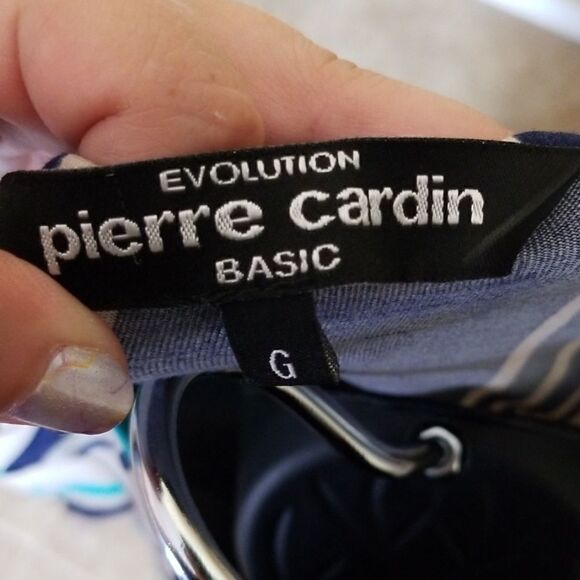 EVOLUTION
pierre cardin
BASIC
G